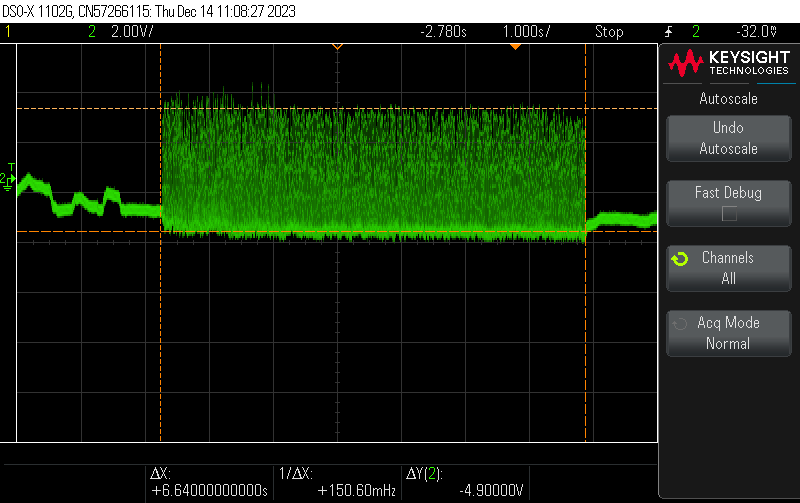 DSO-X 1102G, CN57266115: Thu Dec 14 11:08:27 2023
1 2 2.00V/ -2.780s 1.000s/ Stop 2 -32.0V
KEYSIGHT
TECHNOLOGIES
Autoscale
Undo
Autoscale
Fast Debug
Channels
All
Acq Mode
Normal
T
2
ΔX: 1/ΔX: ΔY(2):
+6.64000000000s +150.60mHz -4.90000V